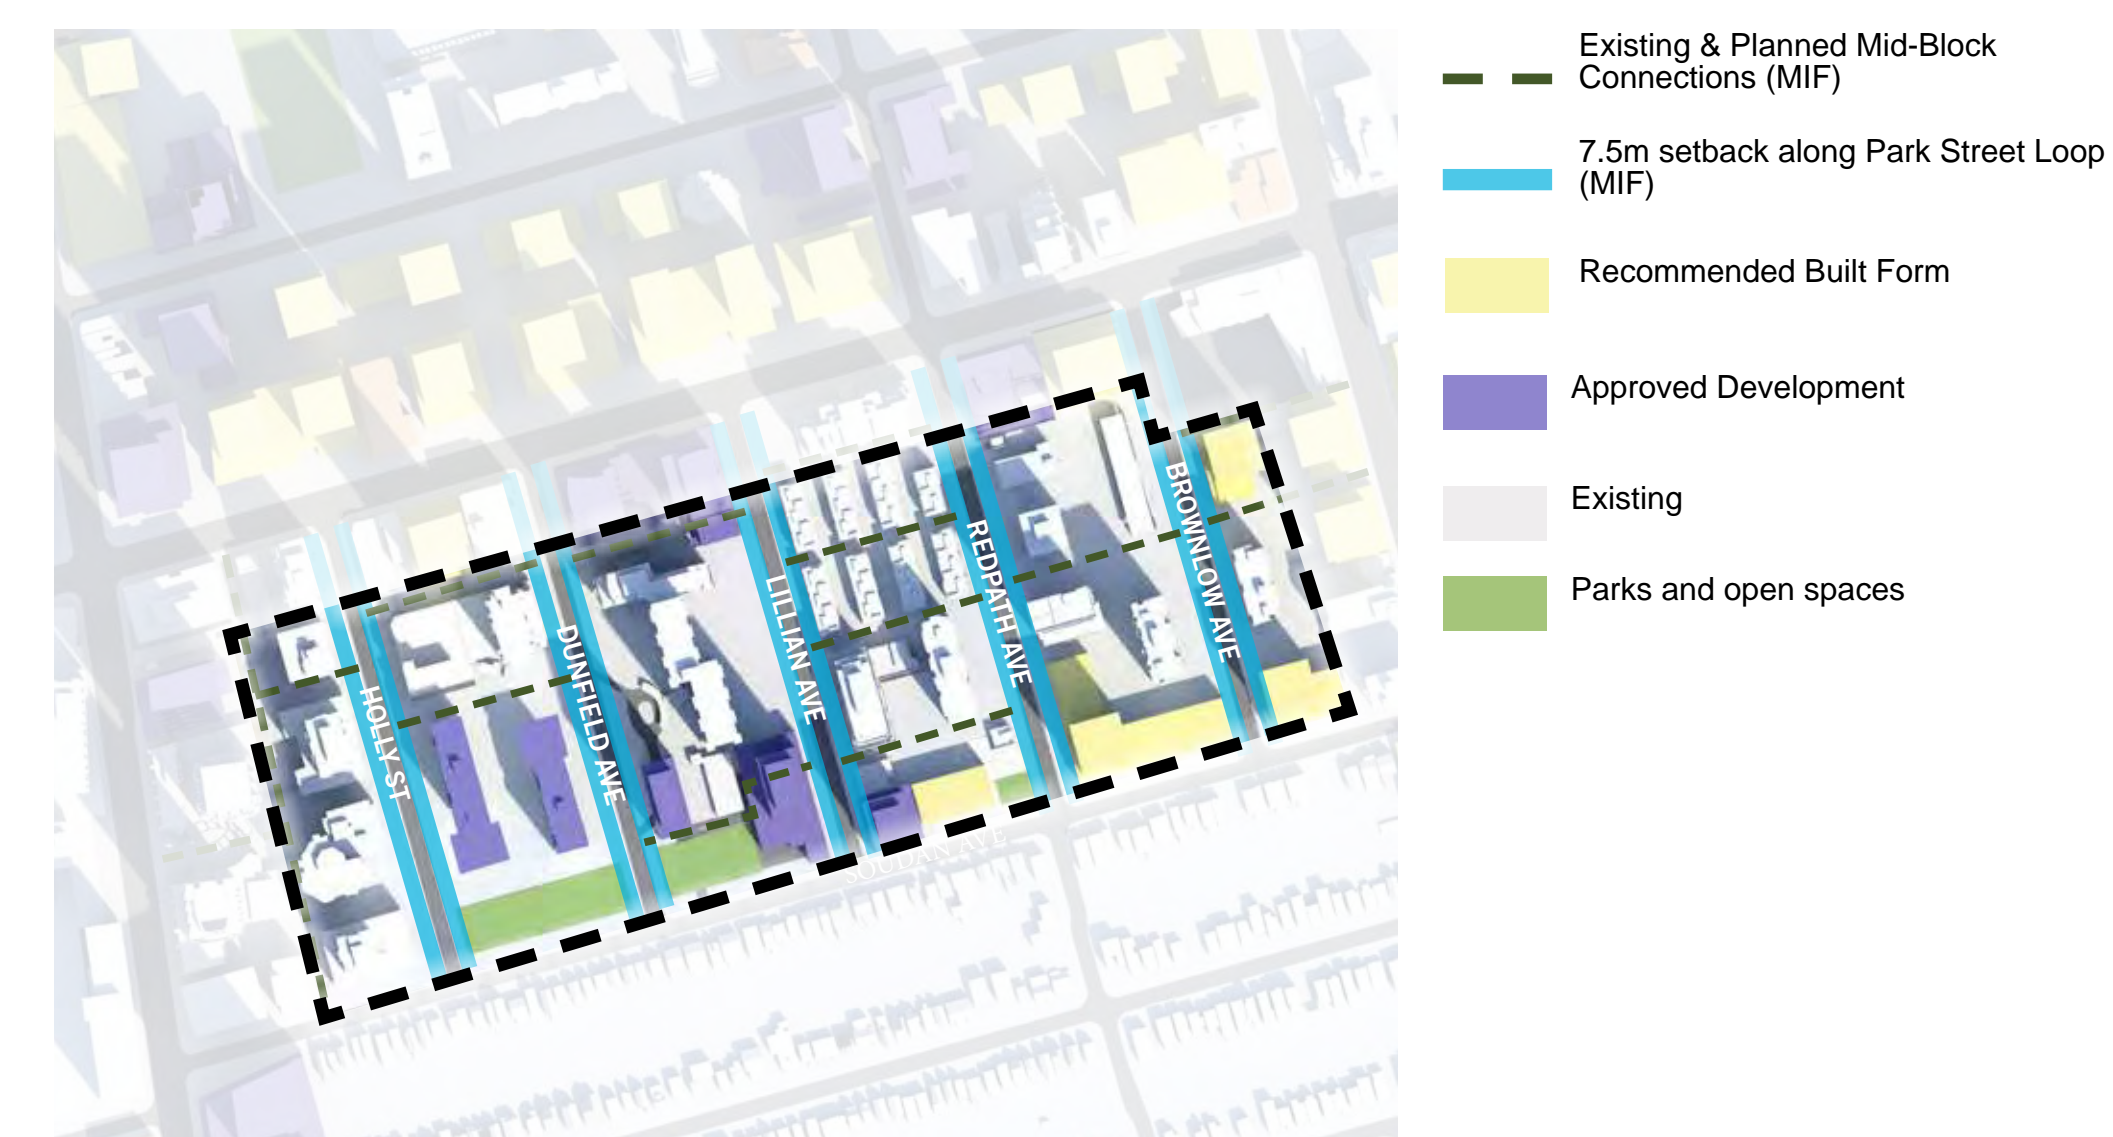 Existing & Planned Mid-Block
Connections (MIF)
7.5m setback along Park Street Loop
(MIF)
Recommended Built Form
Approved Development
Existing
Parks and open spaces
HOLLY ST
DUNFIELD AVE
LILLIAN AVE
REDPATH AVE
BROWNLOW AVE
SOUDAN AVE